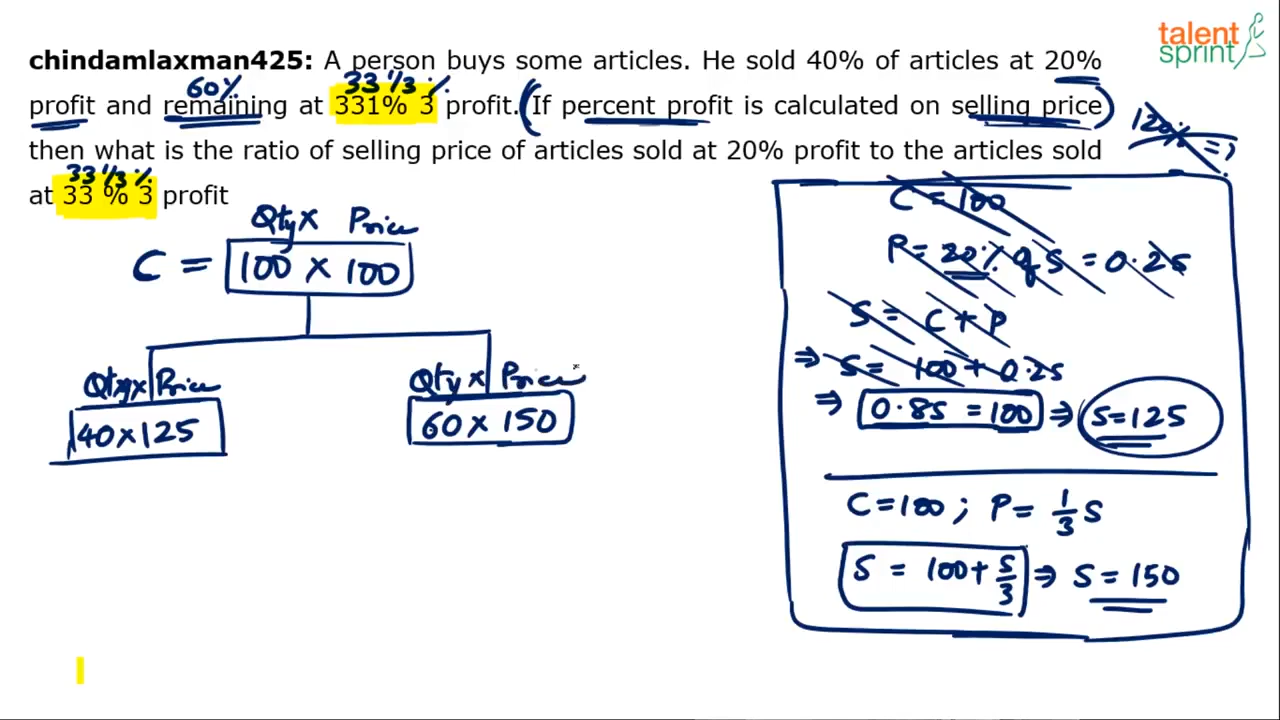 talent
sprint
chindamlaxman425: A person buys some articles. He sold 40% of articles at 20%
60% 33 1/3 %
profit and remaining at 331% 3 profit. (If percent profit is calculated on selling price)
120% = ?
then what is the ratio of selling price of articles sold at 20% profit to the articles sold
33 1/3 %
at 33 % 3 profit
Qty x Price
C = 100 x 100
Qty x Price
40 x 125
Qty x Price
60 x 150
C = 100
P = 20% of S = 0.2S
S = C + P
⇒ S = 100 + 0.2S
⇒ 0.8S = 100 ⇒ S = 125
C = 100 ; P = 1/3 S
S = 100 + S/3 ⇒ S = 150